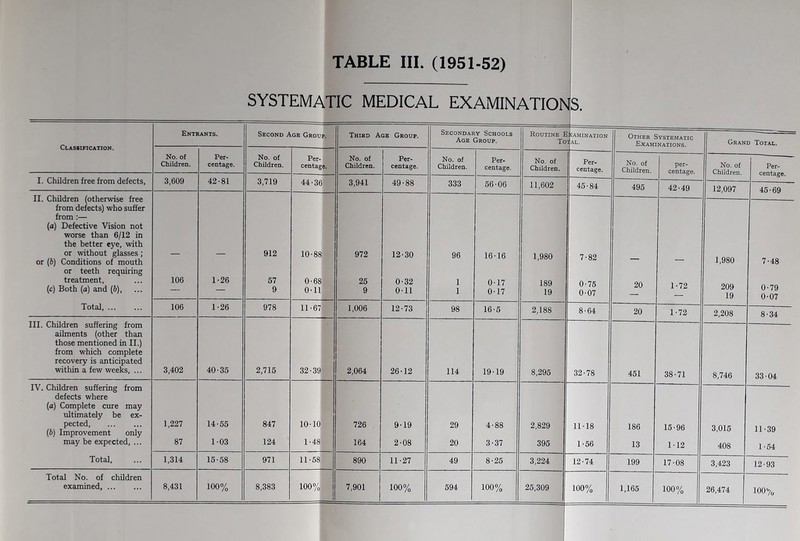 TABLE III. (1951-52)
SYSTEMATIC MEDICAL EXAMINATIONS.
Classification. | Entrants. | Second Age Group. | Third Age Group. | Secondary Schools Age Group. | Routine Examination Total. | Other Systematic Examinations. | Grand Total.
No. of Children. | Per-centage. | No. of Children. | Per-centage. | No. of Children. | Per-centage. | No. of Children. | Per-centage. | No. of Children. | Per-centage. | No. of Children. | per-centage. | No. of Children. | Per-centage.
I. Children free from defects, | 3,609 | 42·81 | 3,719 | 44·36 | 3,941 | 49·88 | 333 | 56·06 | 11,602 | 45·84 | 495 | 42·49 | 12,097 | 45·69
II. Children (otherwise free
from defects) who suffer
from :—
(a) Defective Vision not
worse than 6/12 in
the better eye, with
or without glasses ; | — | — | 912 | 10·88 | 972 | 12·30 | 96 | 16·16 | 1,980 | 7·82 | — | — | 1,980 | 7·48
or (b) Conditions of mouth
or teeth requiring
treatment, ... | 106 | 1·26 | 57 | 0·68 | 25 | 0·32 | 1 | 0·17 | 189 | 0·75 | 20 | 1·72 | 209 | 0·79
(c) Both (a) and (b), ... | — | — | 9 | 0·11 | 9 | 0·11 | 1 | 0·17 | 19 | 0·07 | — | — | 19 | 0·07
Total, ... ... | 106 | 1·26 | 978 | 11·67 | 1,006 | 12·73 | 98 | 16·5 | 2,188 | 8·64 | 20 | 1·72 | 2,208 | 8·34
III. Children suffering from
ailments (other than
those mentioned in II.)
from which complete
recovery is anticipated
within a few weeks, ... | 3,402 | 40·35 | 2,715 | 32·39 | 2,064 | 26·12 | 114 | 19·19 | 8,295 | 32·78 | 451 | 38·71 | 8,746 | 33·04
IV. Children suffering from
defects where
(a) Complete cure may
ultimately be ex-
pected, ... ... | 1,227 | 14·55 | 847 | 10·10 | 726 | 9·19 | 29 | 4·88 | 2,829 | 11·18 | 186 | 15·96 | 3,015 | 11·39
(b) Improvement only
may be expected, ... | 87 | 1·03 | 124 | 1·48 | 164 | 2·08 | 20 | 3·37 | 395 | 1·56 | 13 | 1·12 | 408 | 1·54
Total, ... | 1,314 | 15·58 | 971 | 11·58 | 890 | 11·27 | 49 | 8·25 | 3,224 | 12·74 | 199 | 17·08 | 3,423 | 12·93
Total No. of children
examined, ... ... | 8,431 | 100% | 8,383 | 100% | 7,901 | 100% | 594 | 100% | 25,309 | 100% | 1,165 | 100% | 26,474 | 100%